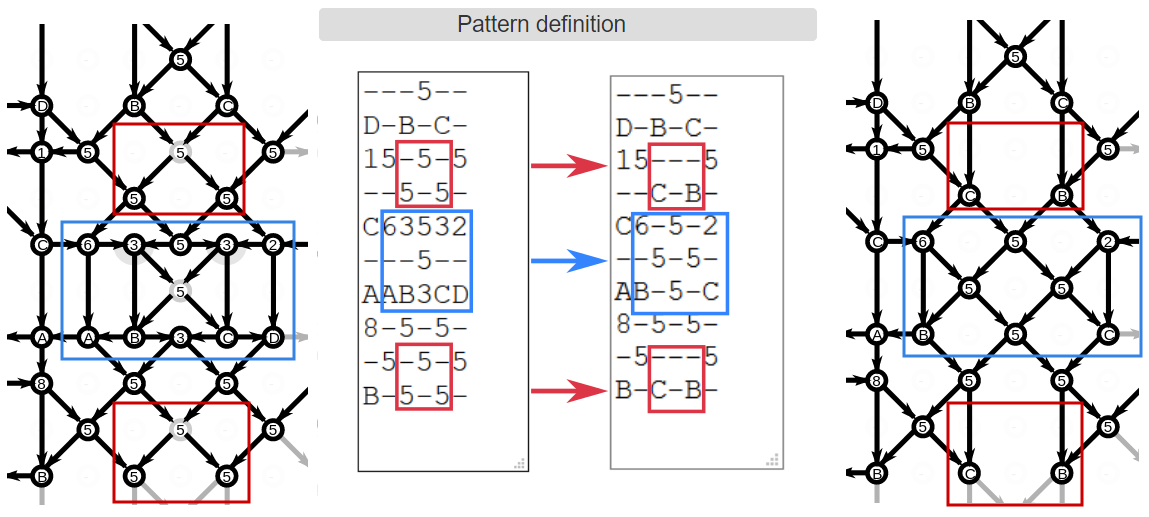 Pattern definition
5
D B C
1 5 5 5
5 5
C 6 3 5 3 2
5
A A B 3 C D
8 5 5
5 5 5
B 5 5
---5--
D-B-C-
15-5-5
--5-5-
C63532
---5--
AAB3CD
8-5-5-
-5-5-5
B-5-5-
---5--
D-B-C-
15---5
--C-B-
C6-5-2
--5-5-
AB-5-C
8-5-5-
-5---5
B-C-B-
5
D B C
1 5 5
C B
C 6 5 2
5 5
A B 5 C
8 5 5
5 5
B C B